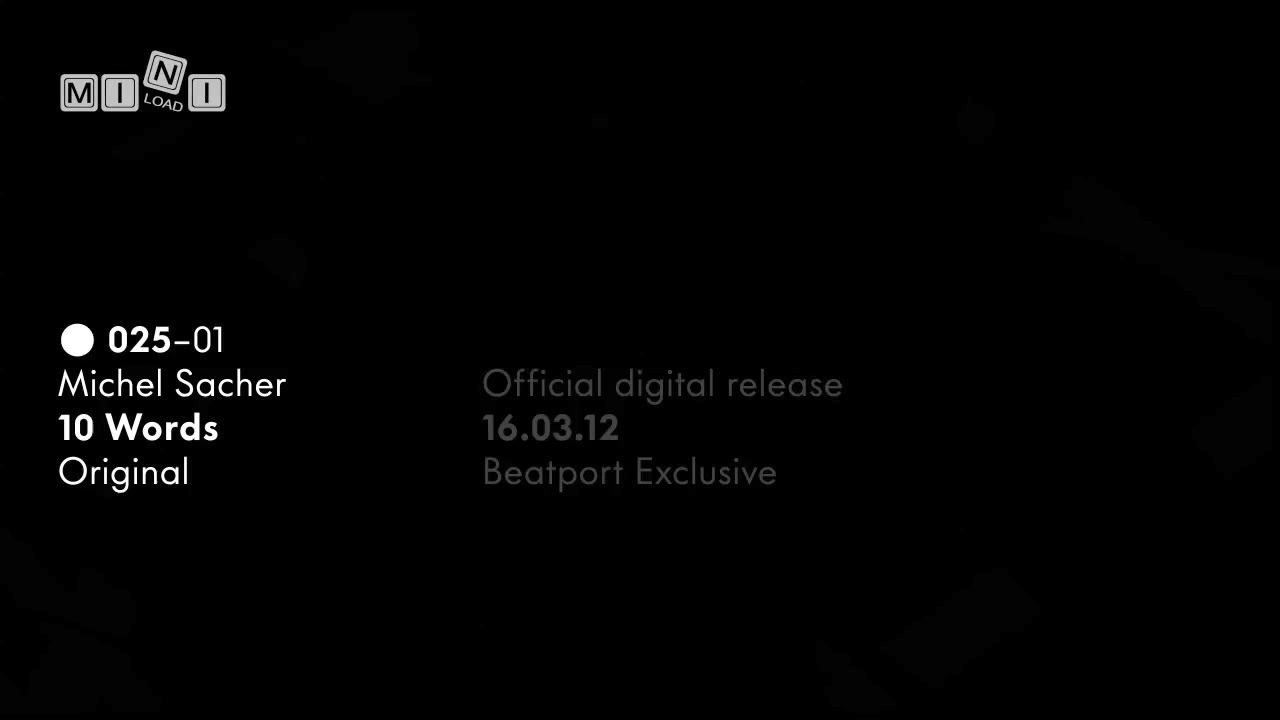 MINI
LOAD
025–01
Michel Sacher
10 Words
Original
Official digital release
16.03.12
Beatport Exclusive